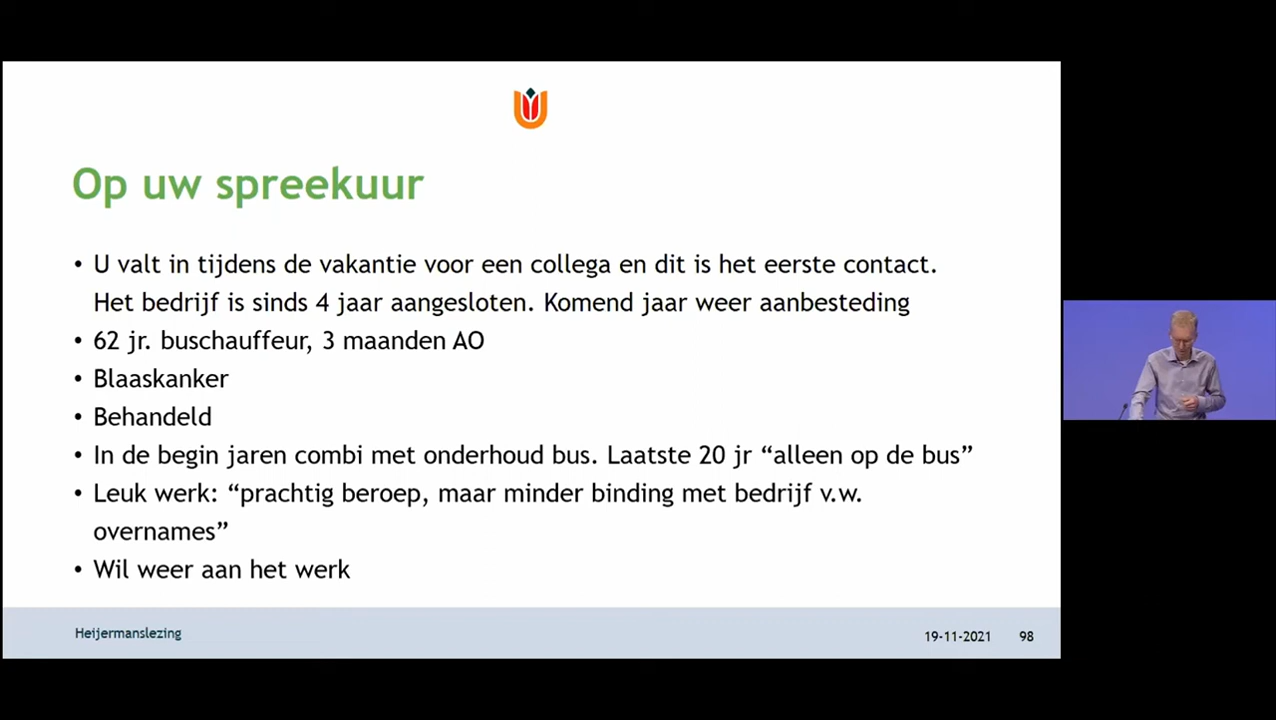 Op uw spreekuur
• U valt in tijdens de vakantie voor een collega en dit is het eerste contact.
Het bedrijf is sinds 4 jaar aangesloten. Komend jaar weer aanbesteding
• 62 jr. buschauffeur, 3 maanden AO
• Blaaskanker
• Behandeld
• In de begin jaren combi met onderhoud bus. Laatste 20 jr “alleen op de bus”
• Leuk werk: “prachtig beroep, maar minder binding met bedrijf v.w.
overnames”
• Wil weer aan het werk
Heijermanslezing
19-11-2021 98